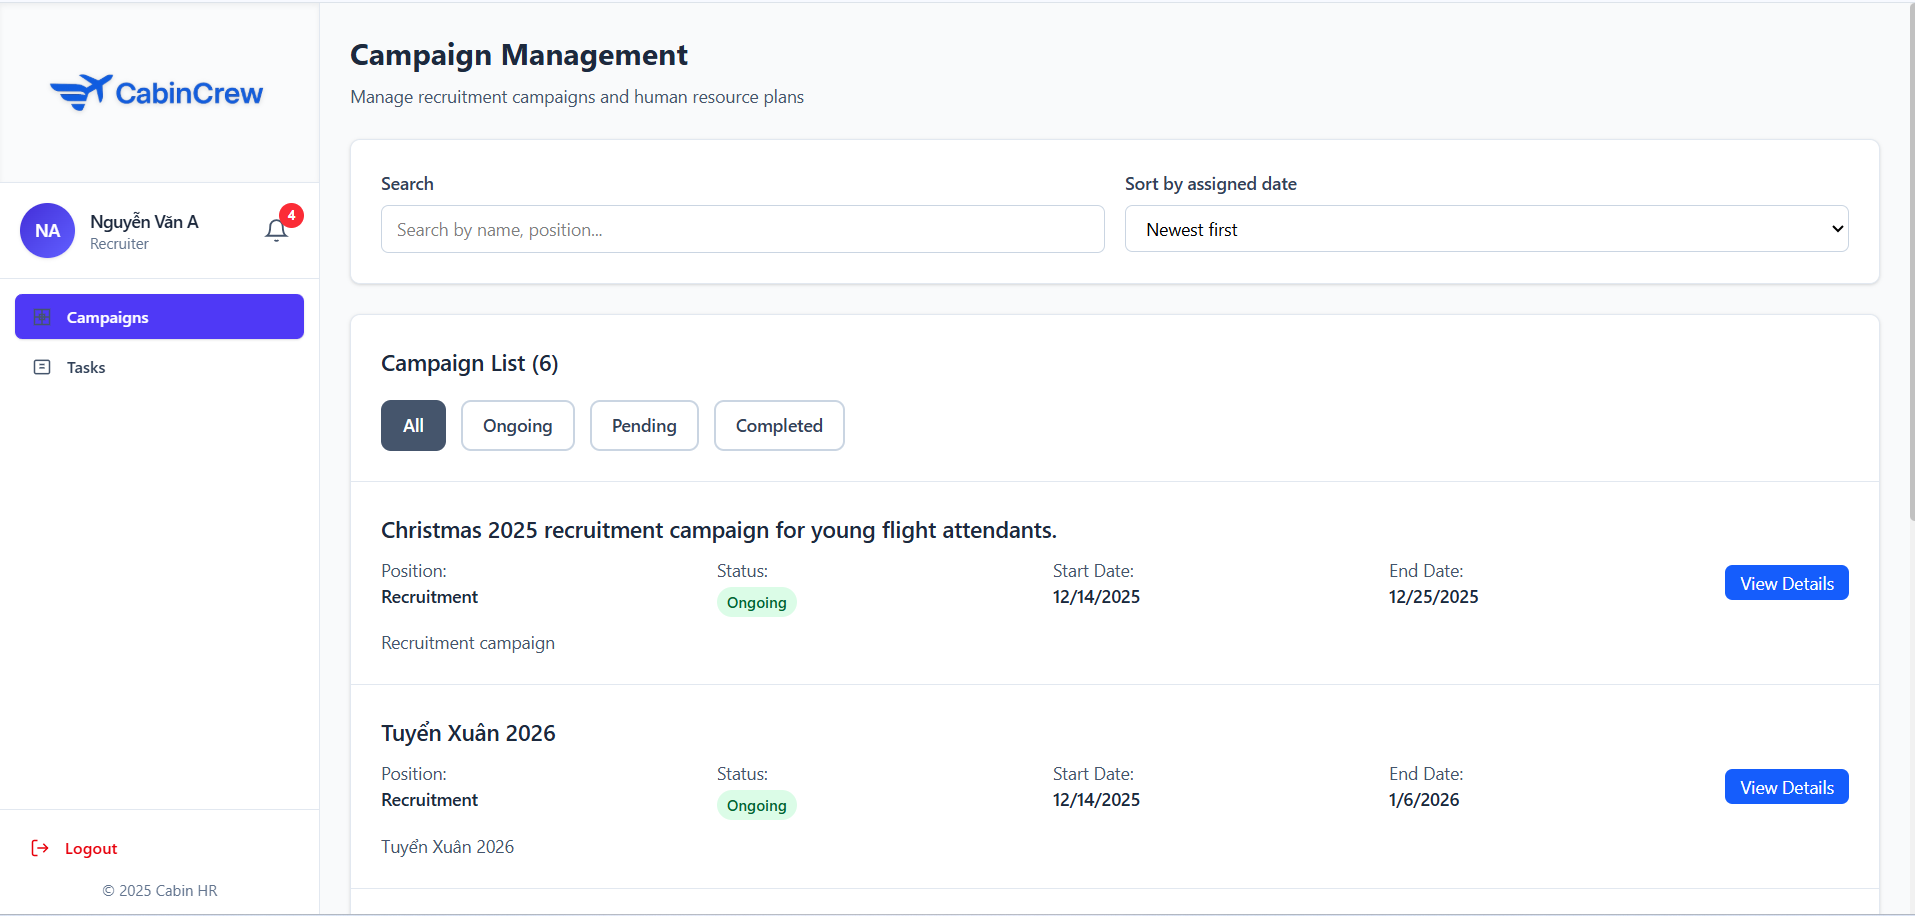 CabinCrew
NA
Nguyễn Văn A
Recruiter
4
Campaigns
Tasks
Logout
© 2025 Cabin HR
Campaign Management
Manage recruitment campaigns and human resource plans
Search
Search by name, position...
Sort by assigned date
Newest first
Campaign List (6)
All Ongoing Pending Completed
Christmas 2025 recruitment campaign for young flight attendants.
Position: Status: Start Date: End Date:
Recruitment Ongoing 12/14/2025 12/25/2025 View Details
Recruitment campaign
Tuyển Xuân 2026
Position: Status: Start Date: End Date:
Recruitment Ongoing 12/14/2025 1/6/2026 View Details
Tuyển Xuân 2026